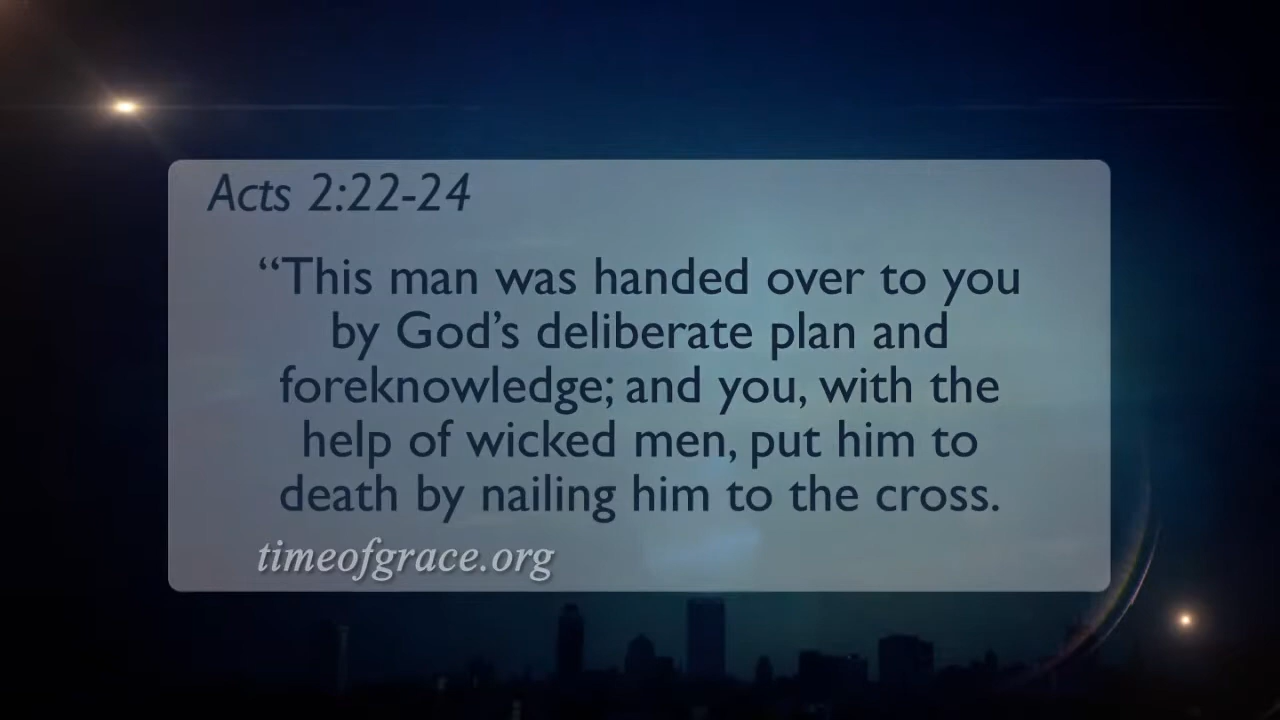 Acts 2:22-24
“This man was handed over to you
by God’s deliberate plan and
foreknowledge; and you, with the
help of wicked men, put him to
death by nailing him to the cross.
timeofgrace.org